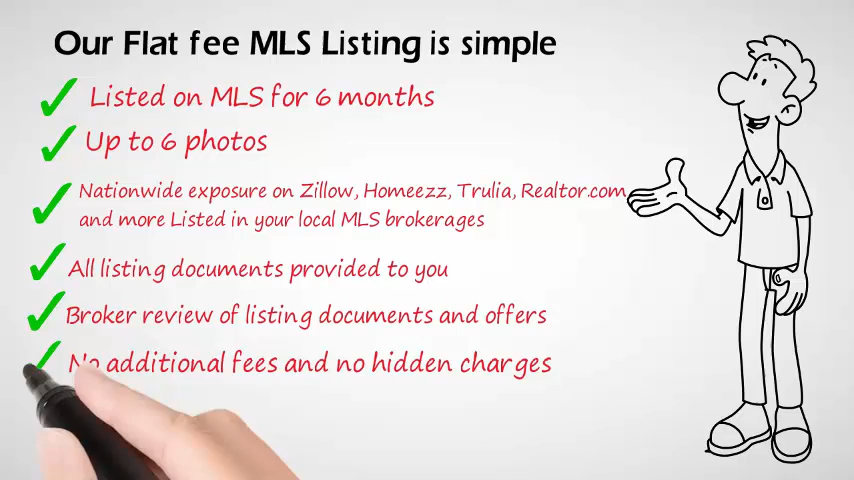 Our Flat fee MLS Listing is simple
Listed on MLS for 6 months
Up to 6 photos
Nationwide exposure on Zillow, Homeezz, Trulia, Realtor.com
and more Listed in your local MLS brokerages
All listing documents provided to you
Broker review of listing documents and offers
No additional fees and no hidden charges